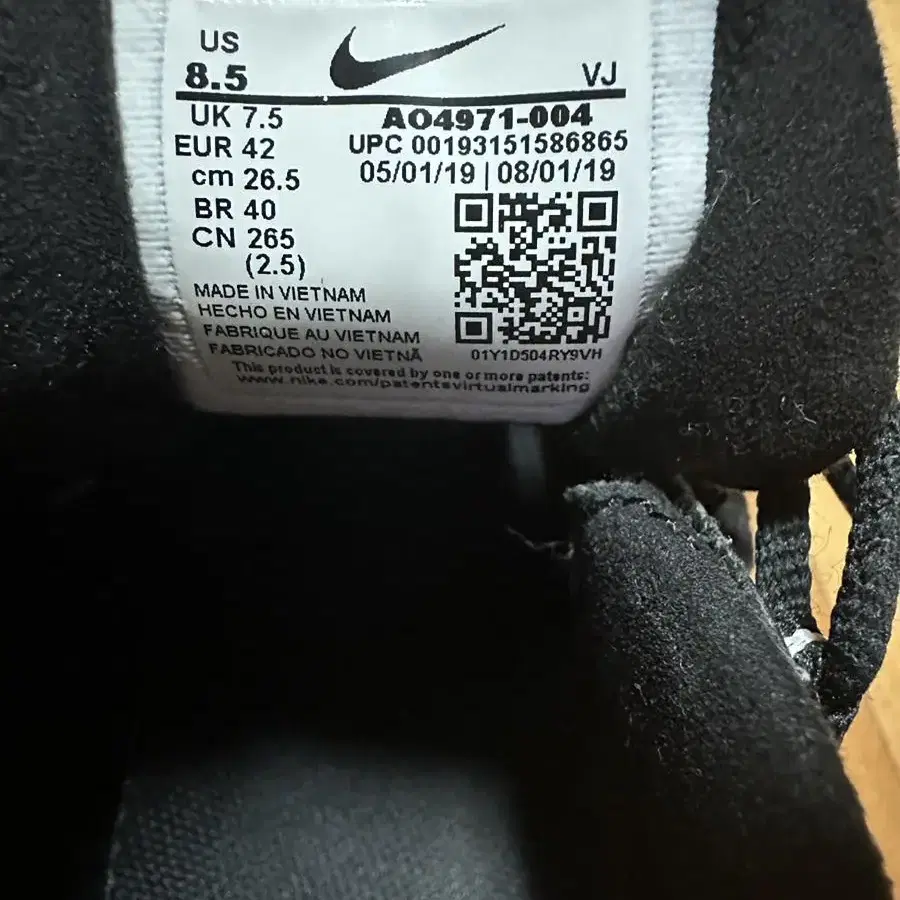 US
8.5
VJ
UK 7.5
EUR 42
cm 26.5
BR 40
CN 265
(2.5)
AO4971-004
UPC 00193151586865
05/01/19 | 08/01/19
MADE IN VIETNAM
HECHO EN VIETNAM
FABRIQUE AU VIETNAM
FABRICADO NO VIETNÃ
01Y1D504RY9VH
This product is covered by one or more patents:
www.nike.com/patentsvirtualmarking